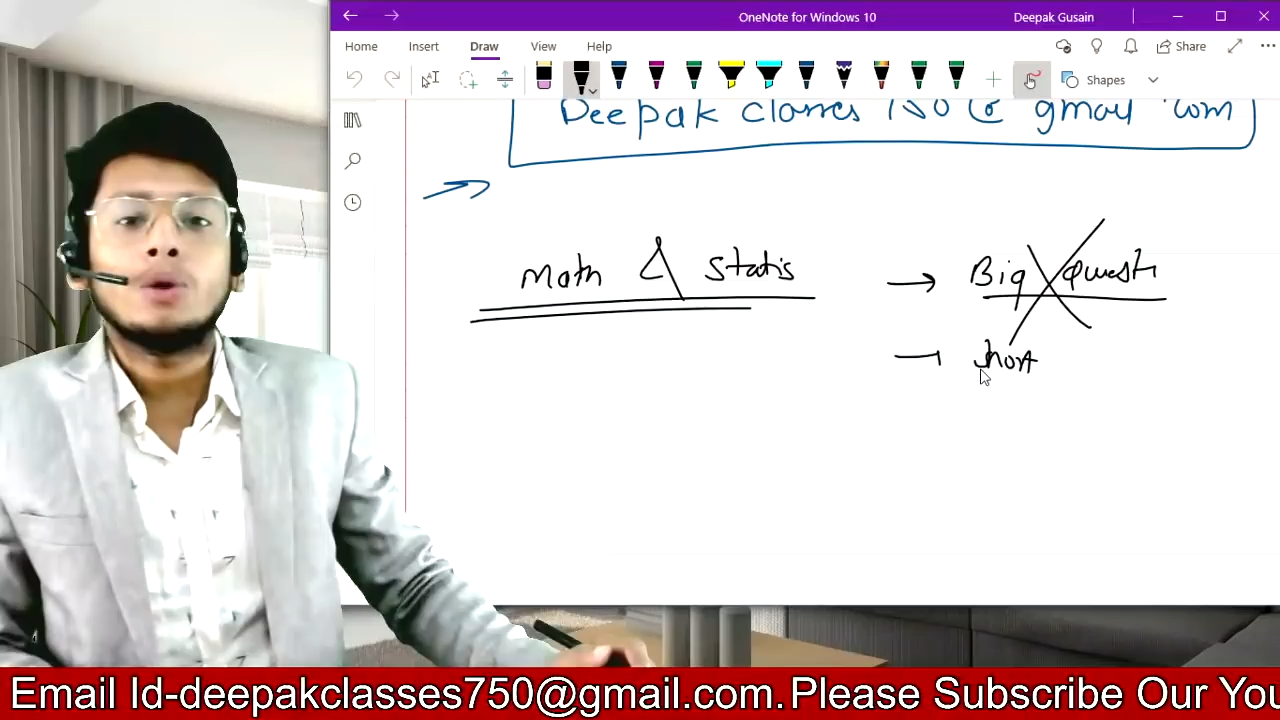 OneNote for Windows 10 Deepak Gusain
Home Insert Draw View Help Share
Shapes
Deepak classes 750 @ gmail .com
Math & Statis → Big Questi
→ short
Email Id-deepakclasses750@gmail.com. Please Subscribe Our You